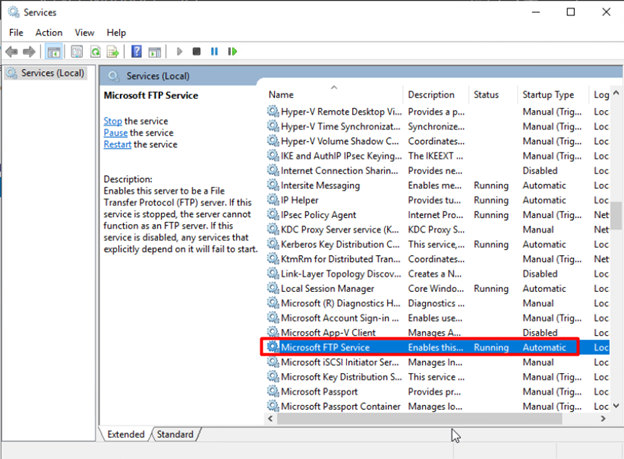 Services
File Action View Help
Services (Local)
Services (Local)
Microsoft FTP Service
Stop the service
Pause the service
Restart the service
Description:
Enables this server to be a File
Transfer Protocol (FTP) server. If this
service is stopped, the server cannot
function as an FTP server. If this
service is disabled, any services that
explicitly depend on it will fail to start.
Name Description Status Startup Type Log
Hyper-V Remote Desktop Vi... Provides a p... Manual (Trig... Loc
Hyper-V Time Synchronizat... Synchronize... Manual (Trig... Loc
Hyper-V Volume Shadow C... Coordinates... Manual (Trig... Loc
IKE and AuthIP IPsec Keying... The IKEEXT ... Manual (Trig... Loc
Internet Connection Sharin... Provides ne... Disabled Loc
Intersite Messaging Enables me... Running Automatic Loc
IP Helper Provides tu... Running Automatic Loc
IPsec Policy Agent Internet Pro... Running Manual (Trig... Net
KDC Proxy Server service (K... KDC Proxy S... Manual Net
Kerberos Key Distribution C... This service,... Running Automatic Loc
KtmRm for Distributed Tran... Coordinates... Manual (Trig... Net
Link-Layer Topology Discov... Creates a N... Disabled Loc
Local Session Manager Core Windo... Running Automatic Loc
Microsoft (R) Diagnostics H... Diagnostics ... Manual Loc
Microsoft Account Sign-in ... Enables use... Manual (Trig... Loc
Microsoft App-V Client Manages A... Disabled Loc
Microsoft FTP Service Enables this... Running Automatic Loc
Microsoft iSCSI Initiator Ser... Manages In... Manual Loc
Microsoft Key Distribution S... This service ... Manual (Trig... Loc
Microsoft Passport Provides pr... Manual (Trig... Loc
Microsoft Passport Container Manages lo... Manual (Trig... Loc
Extended Standard